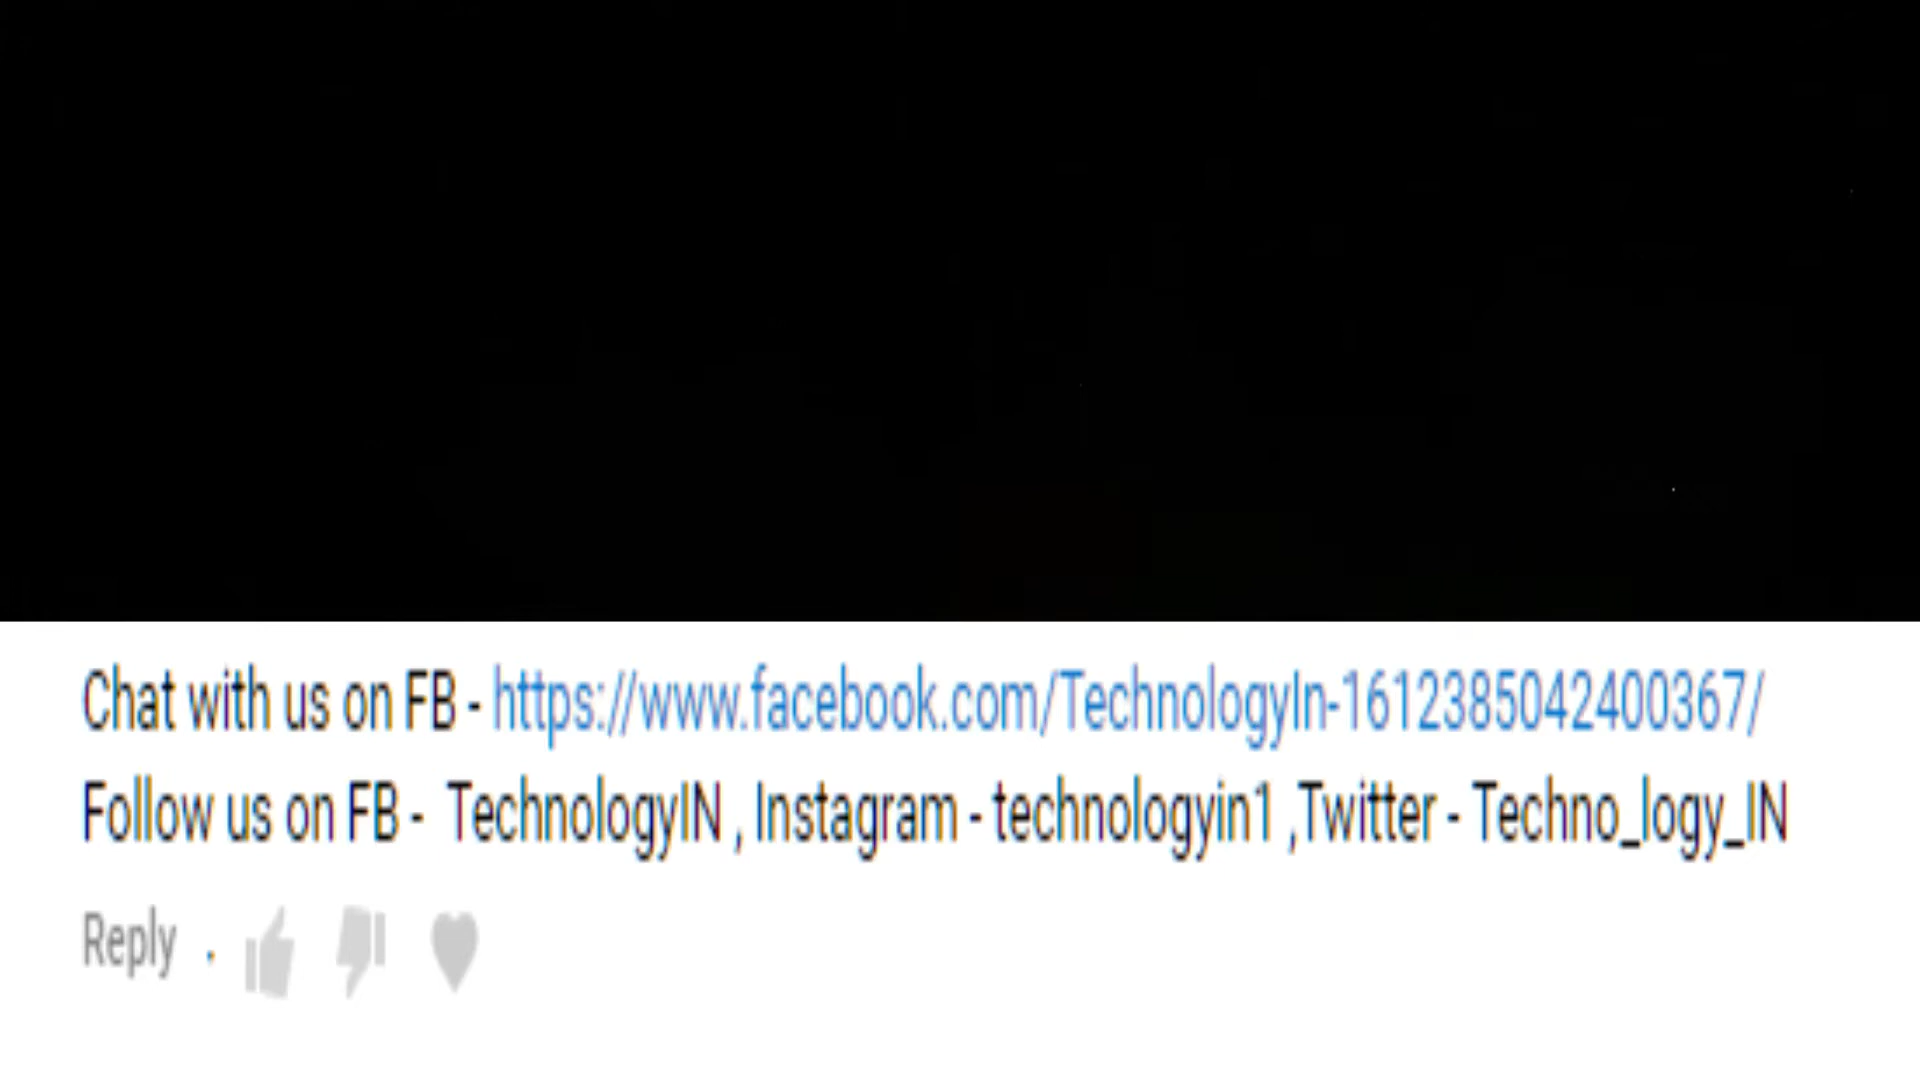 Chat with us on FB - https://www.facebook.com/TechnologyIn-1612385042400367/
Follow us on FB - TechnologyIN , Instagram - technologyin1 ,Twitter - Techno_logy_IN
Reply .